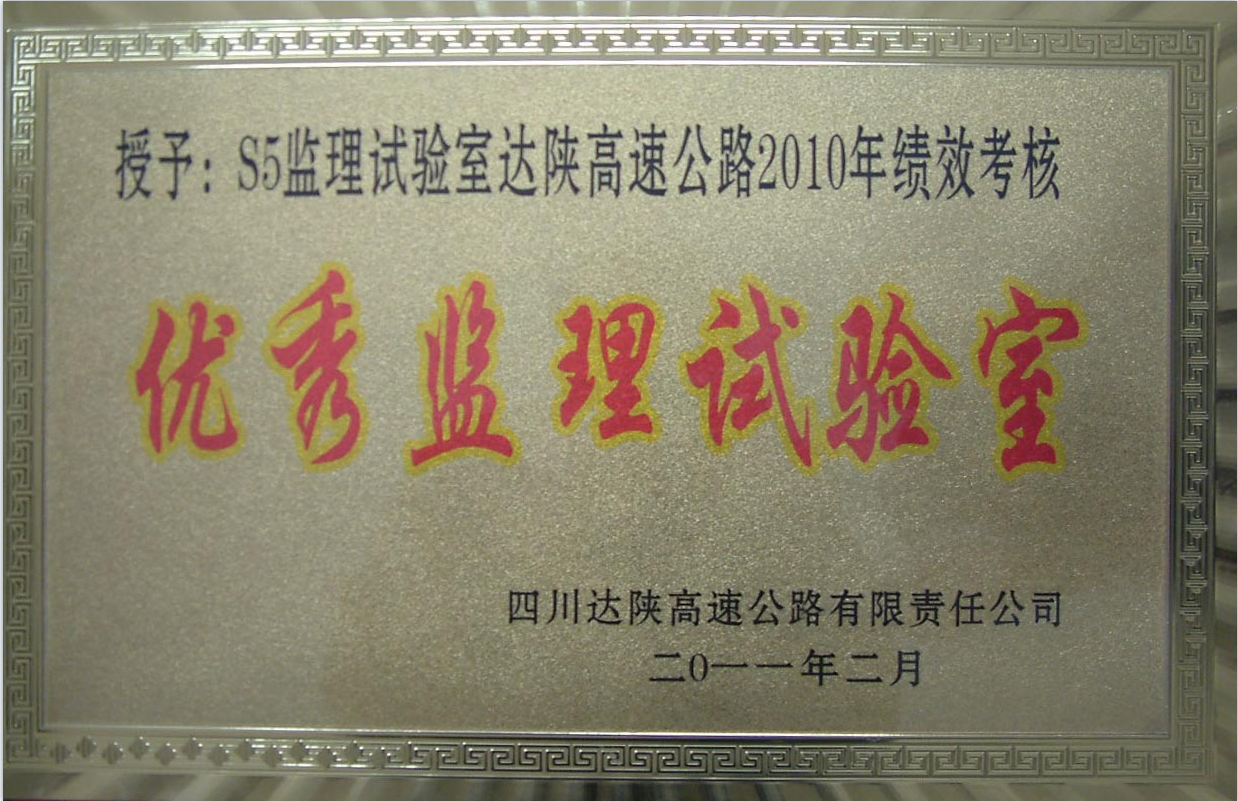 授予：S5监理试验室达陕高速公路2010年绩效考核
优秀监理试验室
四川达陕高速公路有限责任公司
二0一一年二月